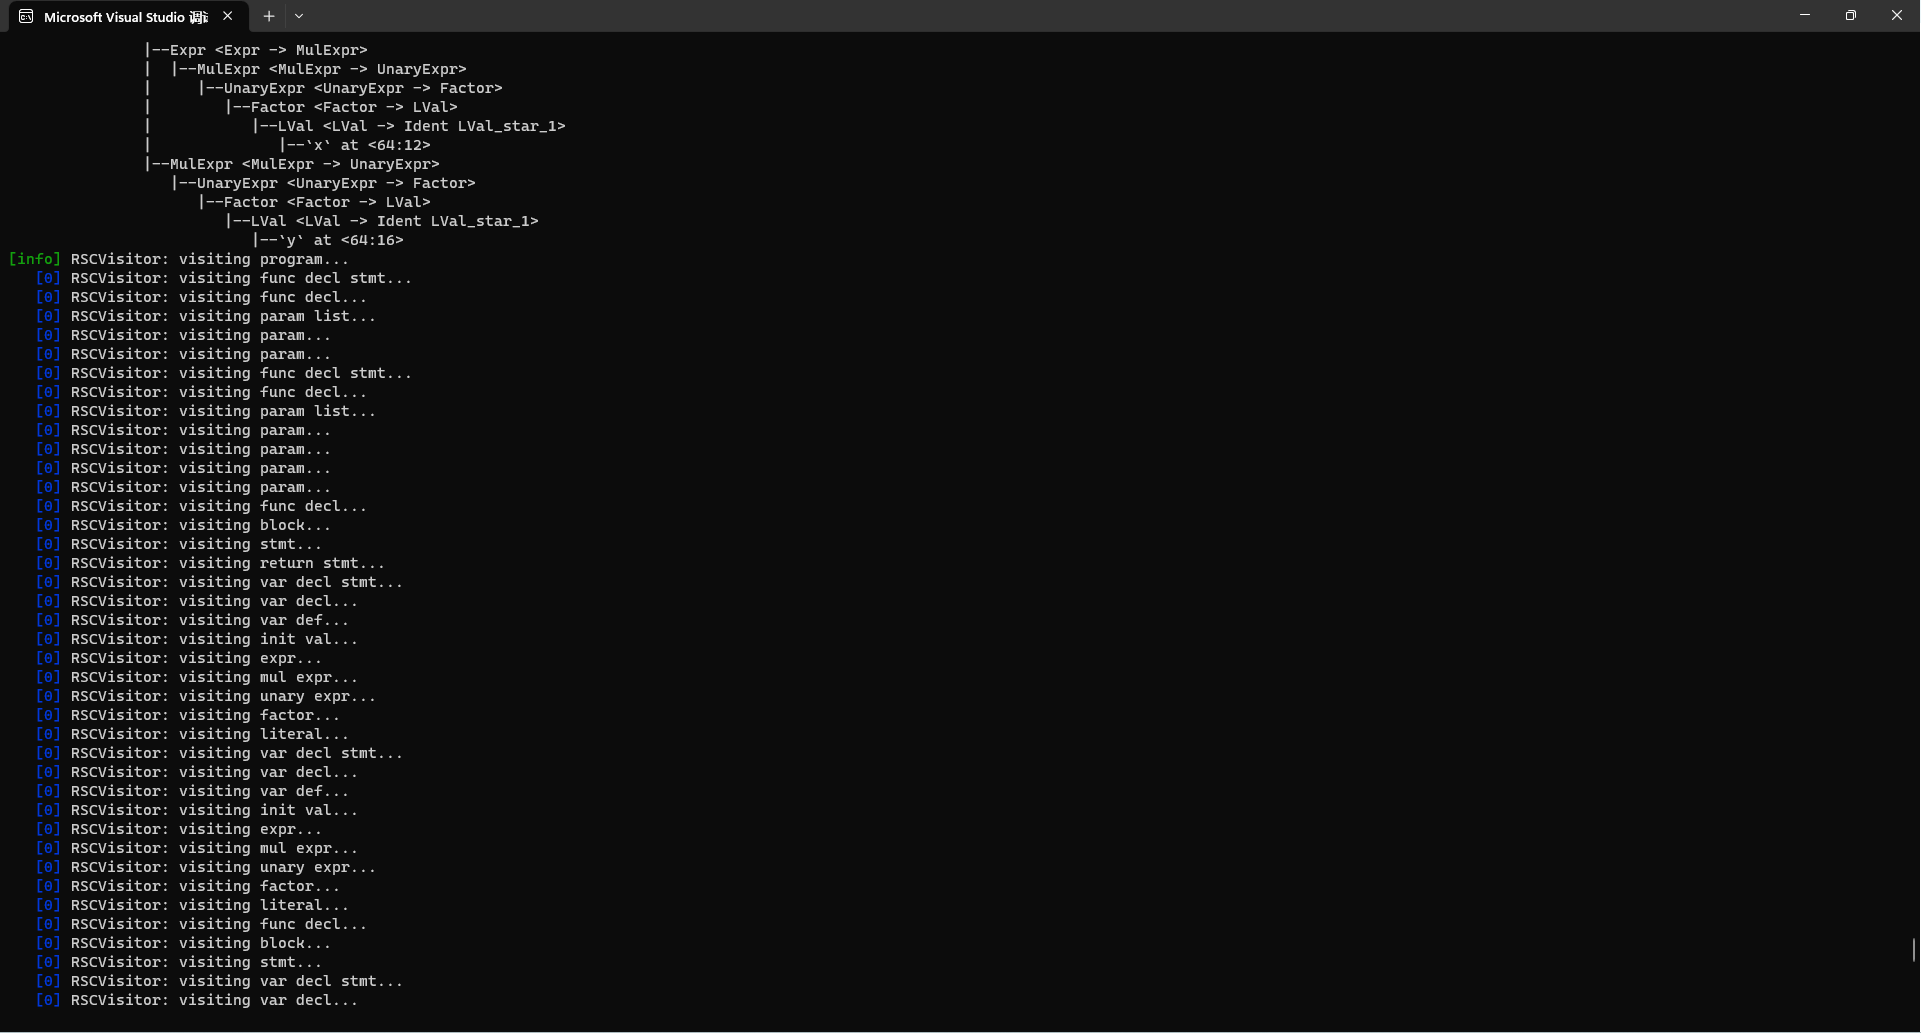 Microsoft Visual Studio 调试
|--Expr <Expr -> MulExpr>
| |--MulExpr <MulExpr -> UnaryExpr>
| |--UnaryExpr <UnaryExpr -> Factor>
| |--Factor <Factor -> LVal>
| |--LVal <LVal -> Ident LVal_star_1>
| |--`x` at <64:12>
|--MulExpr <MulExpr -> UnaryExpr>
|--UnaryExpr <UnaryExpr -> Factor>
|--Factor <Factor -> LVal>
|--LVal <LVal -> Ident LVal_star_1>
|--`y` at <64:16>
[info] RSCVisitor: visiting program...
[0] RSCVisitor: visiting func decl stmt...
[0] RSCVisitor: visiting func decl...
[0] RSCVisitor: visiting param list...
[0] RSCVisitor: visiting param...
[0] RSCVisitor: visiting param...
[0] RSCVisitor: visiting func decl stmt...
[0] RSCVisitor: visiting func decl...
[0] RSCVisitor: visiting param list...
[0] RSCVisitor: visiting param...
[0] RSCVisitor: visiting param...
[0] RSCVisitor: visiting param...
[0] RSCVisitor: visiting param...
[0] RSCVisitor: visiting func decl...
[0] RSCVisitor: visiting block...
[0] RSCVisitor: visiting stmt...
[0] RSCVisitor: visiting return stmt...
[0] RSCVisitor: visiting var decl stmt...
[0] RSCVisitor: visiting var decl...
[0] RSCVisitor: visiting var def...
[0] RSCVisitor: visiting init val...
[0] RSCVisitor: visiting expr...
[0] RSCVisitor: visiting mul expr...
[0] RSCVisitor: visiting unary expr...
[0] RSCVisitor: visiting factor...
[0] RSCVisitor: visiting literal...
[0] RSCVisitor: visiting var decl stmt...
[0] RSCVisitor: visiting var decl...
[0] RSCVisitor: visiting var def...
[0] RSCVisitor: visiting init val...
[0] RSCVisitor: visiting expr...
[0] RSCVisitor: visiting mul expr...
[0] RSCVisitor: visiting unary expr...
[0] RSCVisitor: visiting factor...
[0] RSCVisitor: visiting literal...
[0] RSCVisitor: visiting func decl...
[0] RSCVisitor: visiting block...
[0] RSCVisitor: visiting stmt...
[0] RSCVisitor: visiting var decl stmt...
[0] RSCVisitor: visiting var decl...